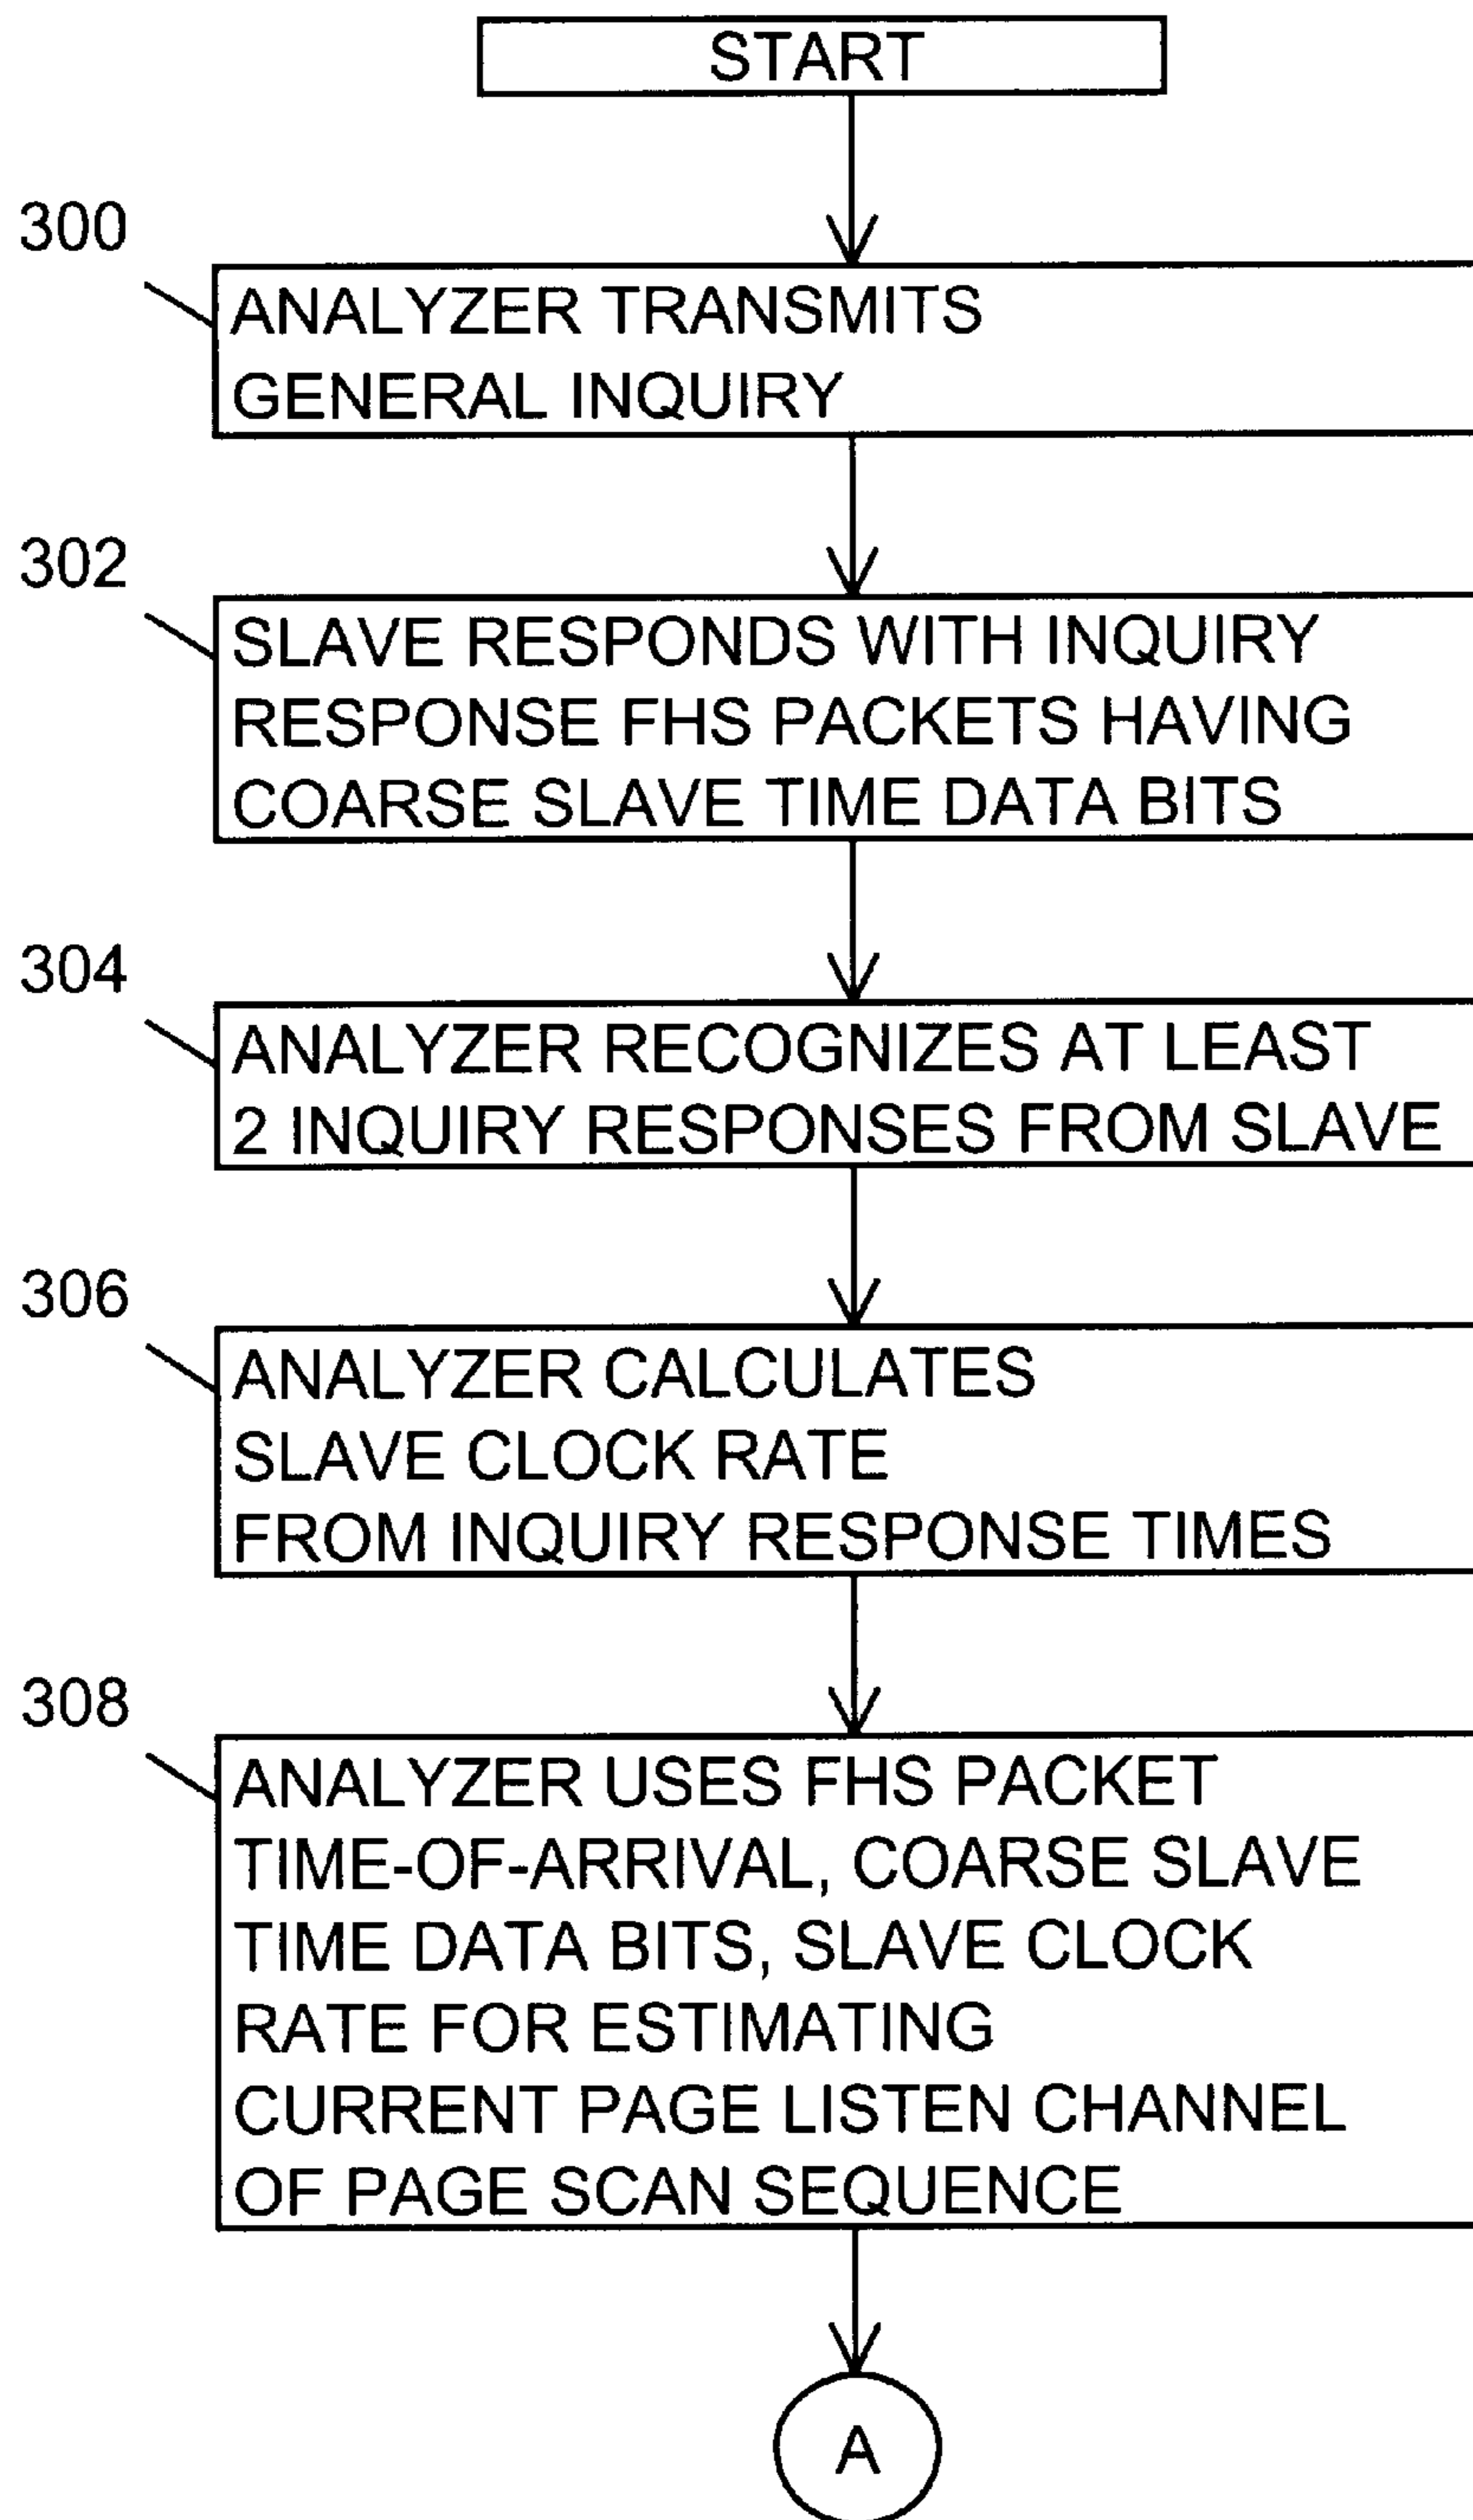 START
300
ANALYZER TRANSMITS
GENERAL INQUIRY
302
SLAVE RESPONDS WITH INQUIRY
RESPONSE FHS PACKETS HAVING
COARSE SLAVE TIME DATA BITS
304
ANALYZER RECOGNIZES AT LEAST
2 INQUIRY RESPONSES FROM SLAVE
306
ANALYZER CALCULATES
SLAVE CLOCK RATE
FROM INQUIRY RESPONSE TIMES
308
ANALYZER USES FHS PACKET
TIME-OF-ARRIVAL, COARSE SLAVE
TIME DATA BITS, SLAVE CLOCK
RATE FOR ESTIMATING
CURRENT PAGE LISTEN CHANNEL
OF PAGE SCAN SEQUENCE
A